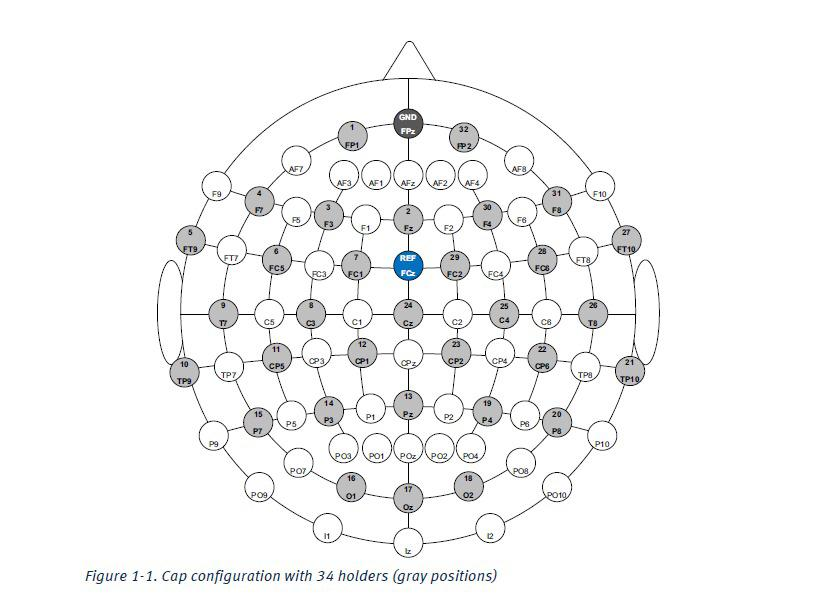 GND
FPz
1
FP1
32
FP2
AF7
AF8
AF3
AF1
AFz
AF2
AF4
F9
4
F7
F5
3
F3
F1
2
Fz
F2
30
F4
F6
31
F8
F10
5
FT9
FT7
6
FC5
FC3
7
FC1
REF
FCz
29
FC2
FC4
28
FC6
FT8
27
FT10
9
T7
C5
8
C3
C1
24
Cz
C2
25
C4
C6
26
T8
10
TP9
TP7
11
CP5
CP3
12
CP1
CPz
23
CP2
CP4
22
CP6
TP8
21
TP10
P9
15
P7
P5
14
P3
P1
13
Pz
P2
19
P4
P6
20
P8
P10
PO3
PO1
POz
PO2
PO4
PO7
PO8
PO9
16
O1
17
Oz
18
O2
PO10
I1
Iz
I2
Figure 1-1. Cap configuration with 34 holders (gray positions)